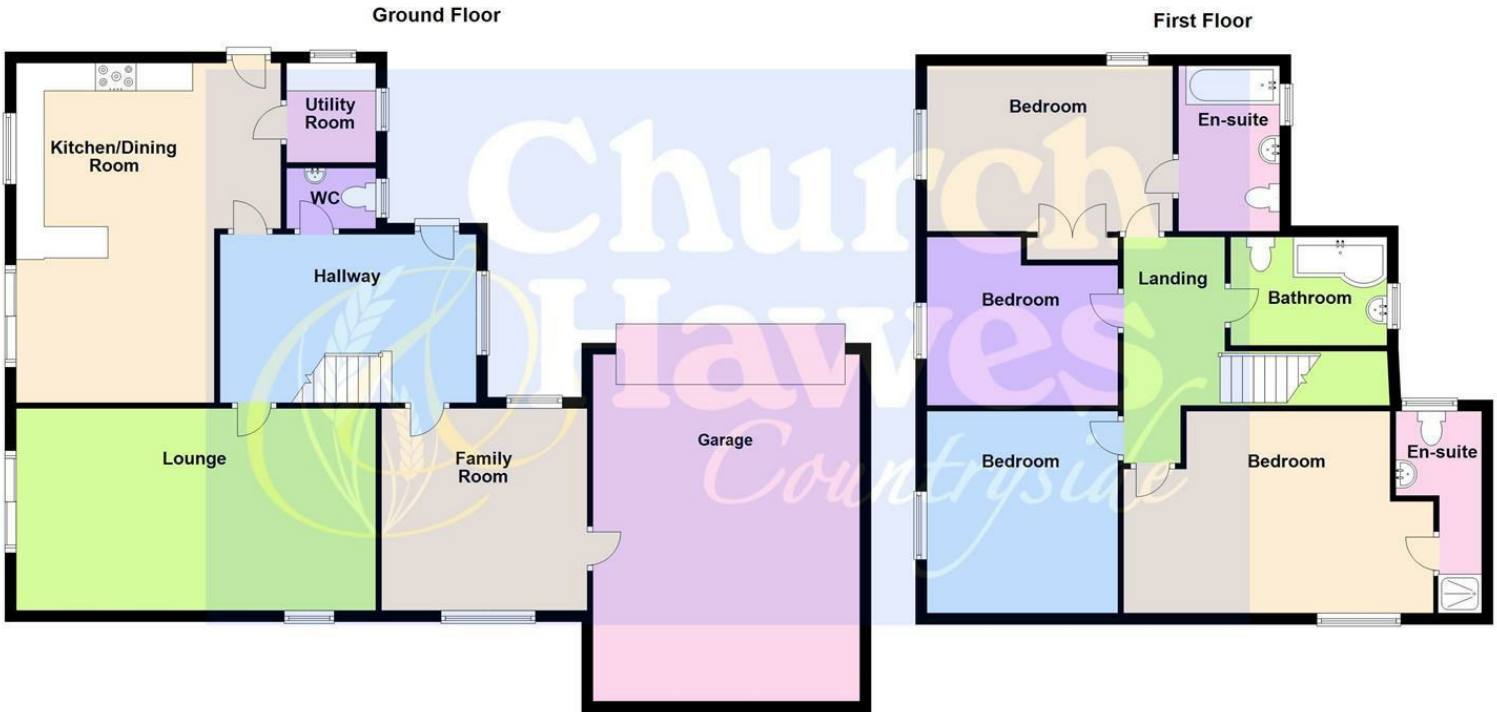 Ground Floor
Kitchen/Dining
Room
Utility
Room
WC
Hallway
Lounge
Family
Room
Garage
First Floor
Bedroom
En-suite
Bedroom
Landing
Bathroom
Bedroom
Bedroom
En-suite
Church
Hawes
Countryside